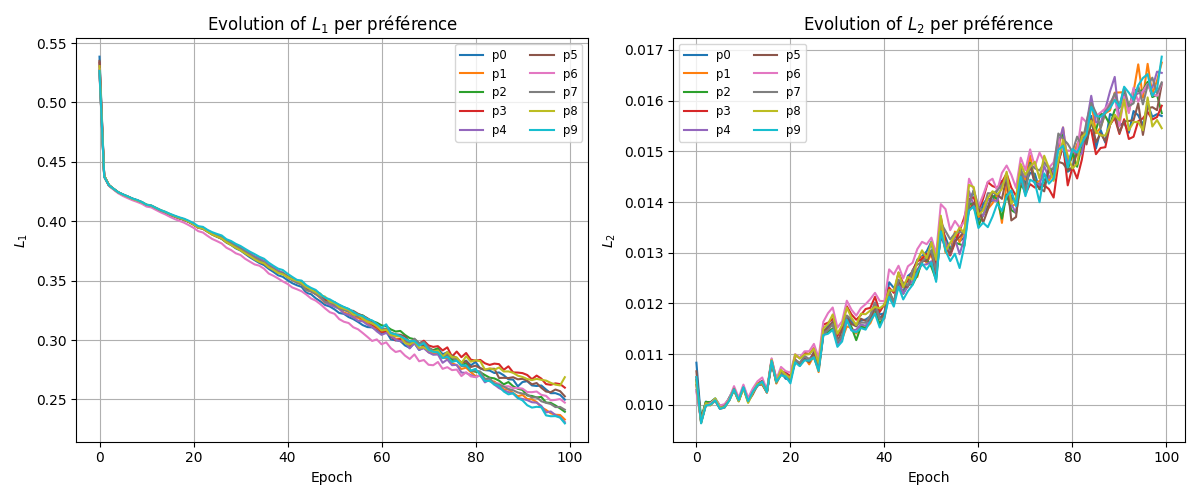 Evolution of L₁ per préférence
0.55
0.50
0.45
0.40
0.35
0.30
0.25
L₁
0
20
40
60
80
100
Epoch
p0
p1
p2
p3
p4
p5
p6
p7
p8
p9
Evolution of L₂ per préférence
0.017
0.016
0.015
0.014
0.013
0.012
0.011
0.010
L₂
0
20
40
60
80
100
Epoch
p0
p1
p2
p3
p4
p5
p6
p7
p8
p9